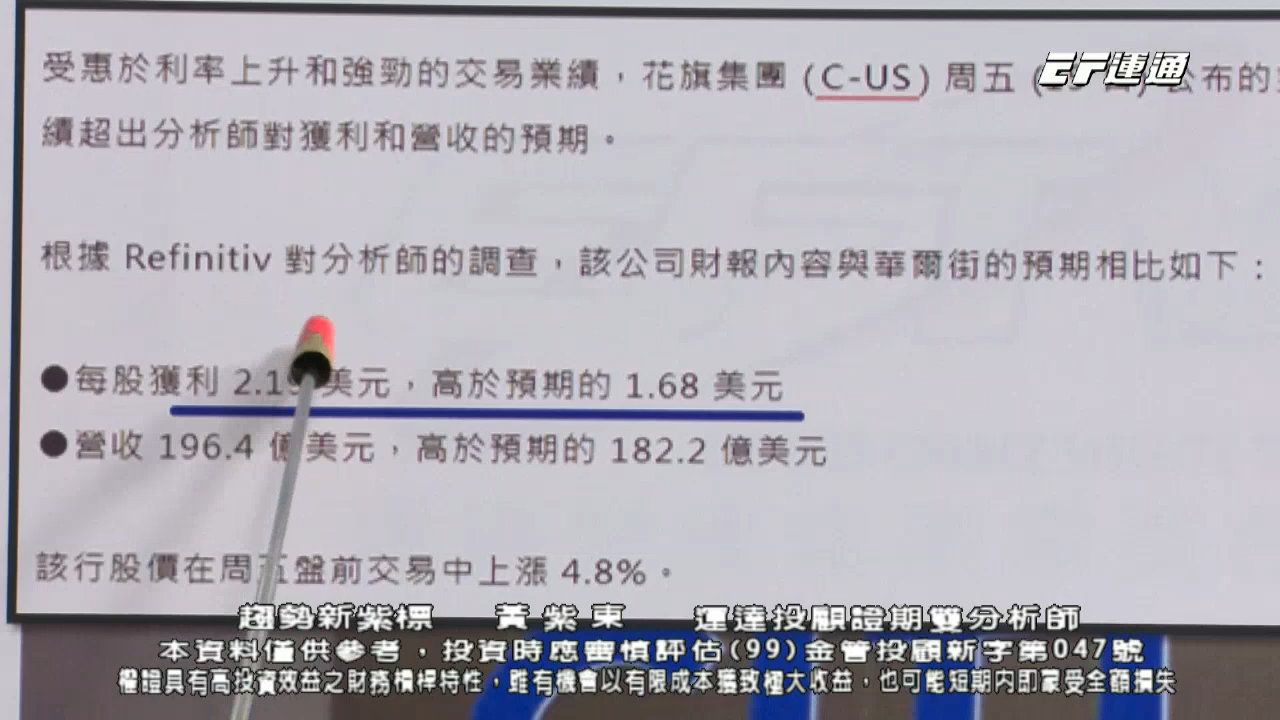 受惠於利率上升和強勁的交易業績，花旗集團 (C-US) 周五 公布的
EFT運通
績超出分析師對獲利和營收的預期。
根據 Refinitiv 對分析師的調查，該公司財報內容與華爾街的預期相比如下：
●每股獲利 2.19 美元，高於預期的 1.68 美元
●營收 196.4 億美元，高於預期的 182.2 億美元
該行股價在周五盤前交易中上漲 4.8%。
趨勢新紫標 黃紫東 運達投顧證期雙分析師
本資料僅供參考，投資時應審慎評估(99)金管投顧新字第047號
權證具有高投資效益之財務槓桿特性，雖有機會以有限成本獲致極大收益，也可能短期內即蒙受全額損失